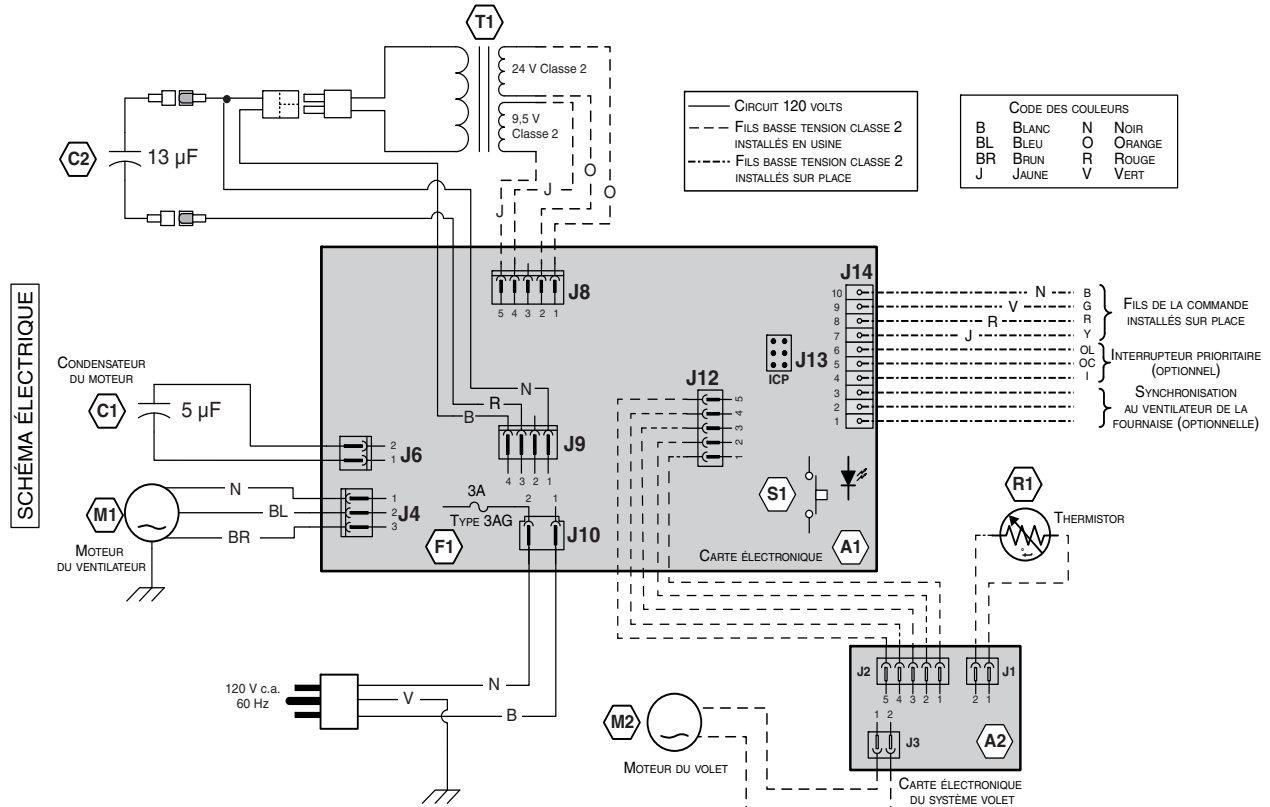 SCHÉMA ÉLECTRIQUE
T1
24 V Classe 2
9,5 V
Classe 2
C2
13 µF
J
J
O
O
CIRCUIT 120 VOLTS
FILS BASSE TENSION CLASSE 2
INSTALLÉS EN USINE
FILS BASSE TENSION CLASSE 2
INSTALLÉS SUR PLACE
CODE DES COULEURS
B BLANC N NOIR
BL BLEU O ORANGE
BR BRUN R ROUGE
J JAUNE V VERT
J8
5 4 3 2 1
J14
10 N B
9 V G
8 R R
7 J Y
6 OL
5 OC
4 I
3
2
1
FILS DE LA COMMANDE
INSTALLÉS SUR PLACE
INTERRUPTEUR PRIORITAIRE
(OPTIONNEL)
SYNCHRONISATION
AU VENTILATEUR DE LA
FOURNAISE (OPTIONNELLE)
J13
ICP
J12
5
4
3
2
1
CONDENSATEUR
DU MOTEUR
C1
5 µF
2
1
J6
N
R
B
J9
4 3 2 1
M1
N
BL
BR
1
2
3
J4
MOTEUR
DU VENTILATEUR
3A
TYPE 3AG
F1
2 1
J10
S1
CARTE ÉLECTRONIQUE
A1
R1
THERMISTOR
120 V c.a.
60 Hz
N
V
B
M2
MOTEUR DU VOLET
J2
5 4 3 2 1
J1
2 1
1 2
J3
A2
CARTE ÉLECTRONIQUE
DU SYSTÈME VOLET